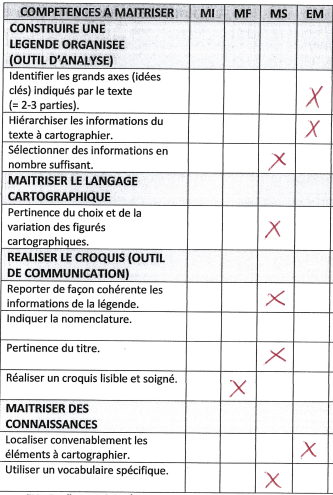 COMPETENCES A MAITRISER MI MF MS EM
CONSTRUIRE UNE
LEGENDE ORGANISEE
(OUTIL D'ANALYSE)
Identifier les grands axes (idées
clés) indiqués par le texte
(= 2-3 parties). X
Hiérarchiser les informations du
texte à cartographier. X
Sélectionner des informations en
nombre suffisant. X
MAITRISER LE LANGAGE
CARTOGRAPHIQUE
Pertinence du choix et de la
variation des figurés
cartographiques. X
REALISER LE CROQUIS (OUTIL
DE COMMUNICATION)
Reporter de façon cohérente les
informations de la légende. X
Indiquer la nomenclature.
Pertinence du titre. X
Réaliser un croquis lisible et soigné. X
MAITRISER DES
CONNAISSANCES
Localiser convenablement les
éléments à cartographier. X
Utiliser un vocabulaire spécifique. X